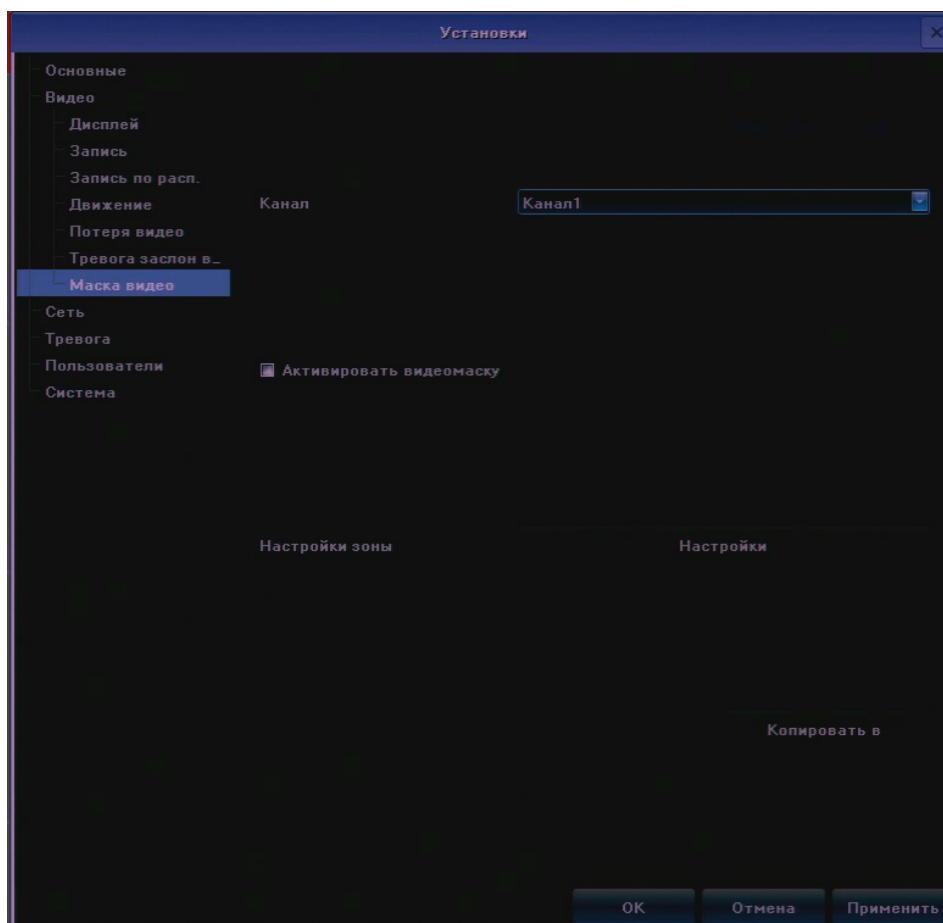 Установки
Основные
Видео
Дисплей
Запись
Запись по расп.
Движение
Потеря видео
Тревога заслон в_
Маска видео
Сеть
Тревога
Пользователи
Система
Канал
Канал1
Активировать видеомаску
Настройки зоны
Настройки
Копировать в
OK
Отмена
Применить